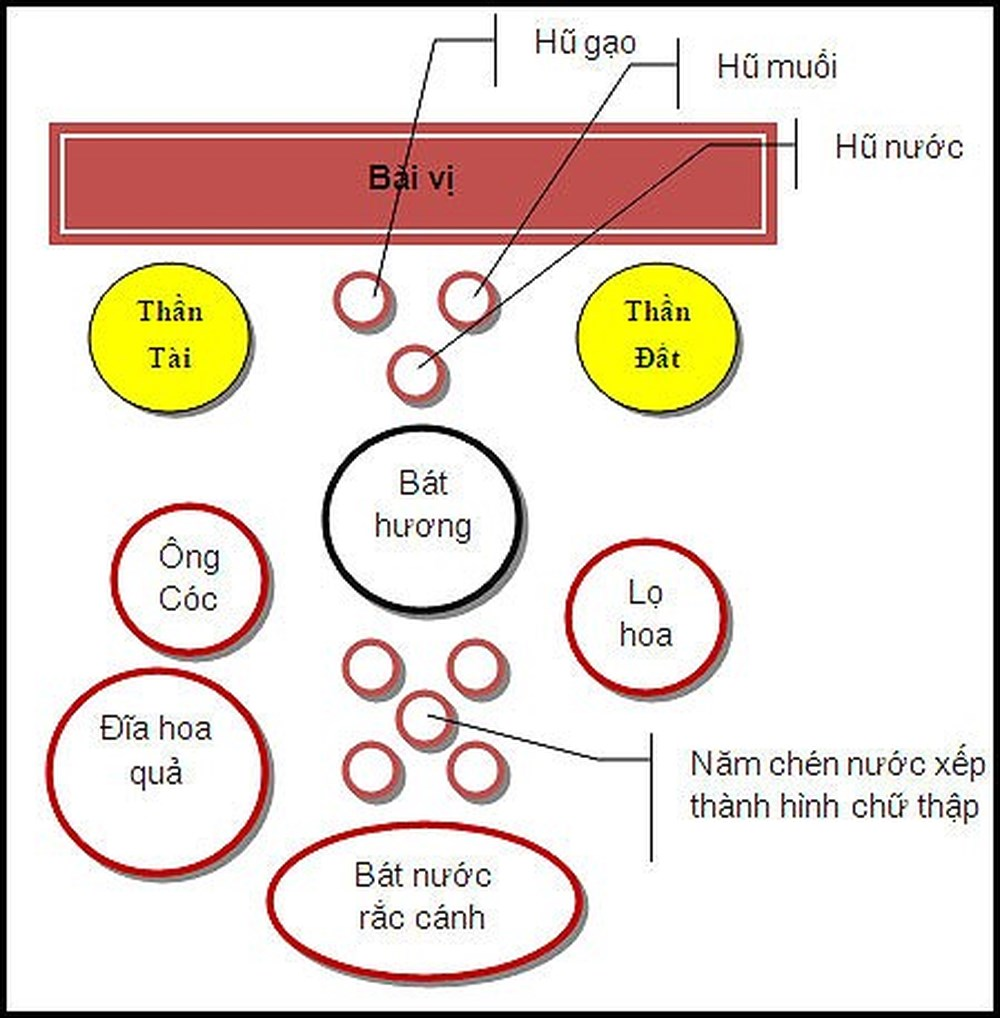 Hũ gạo
Hũ muối
Hũ nước
Bài vị
Thần
Tài
Thần
Đất
Bát
hương
Ông
Cóc
Lọ
hoa
Đĩa hoa
quả
Năm chén nước xếp
thành hình chữ thập
Bát nước
rắc cánh